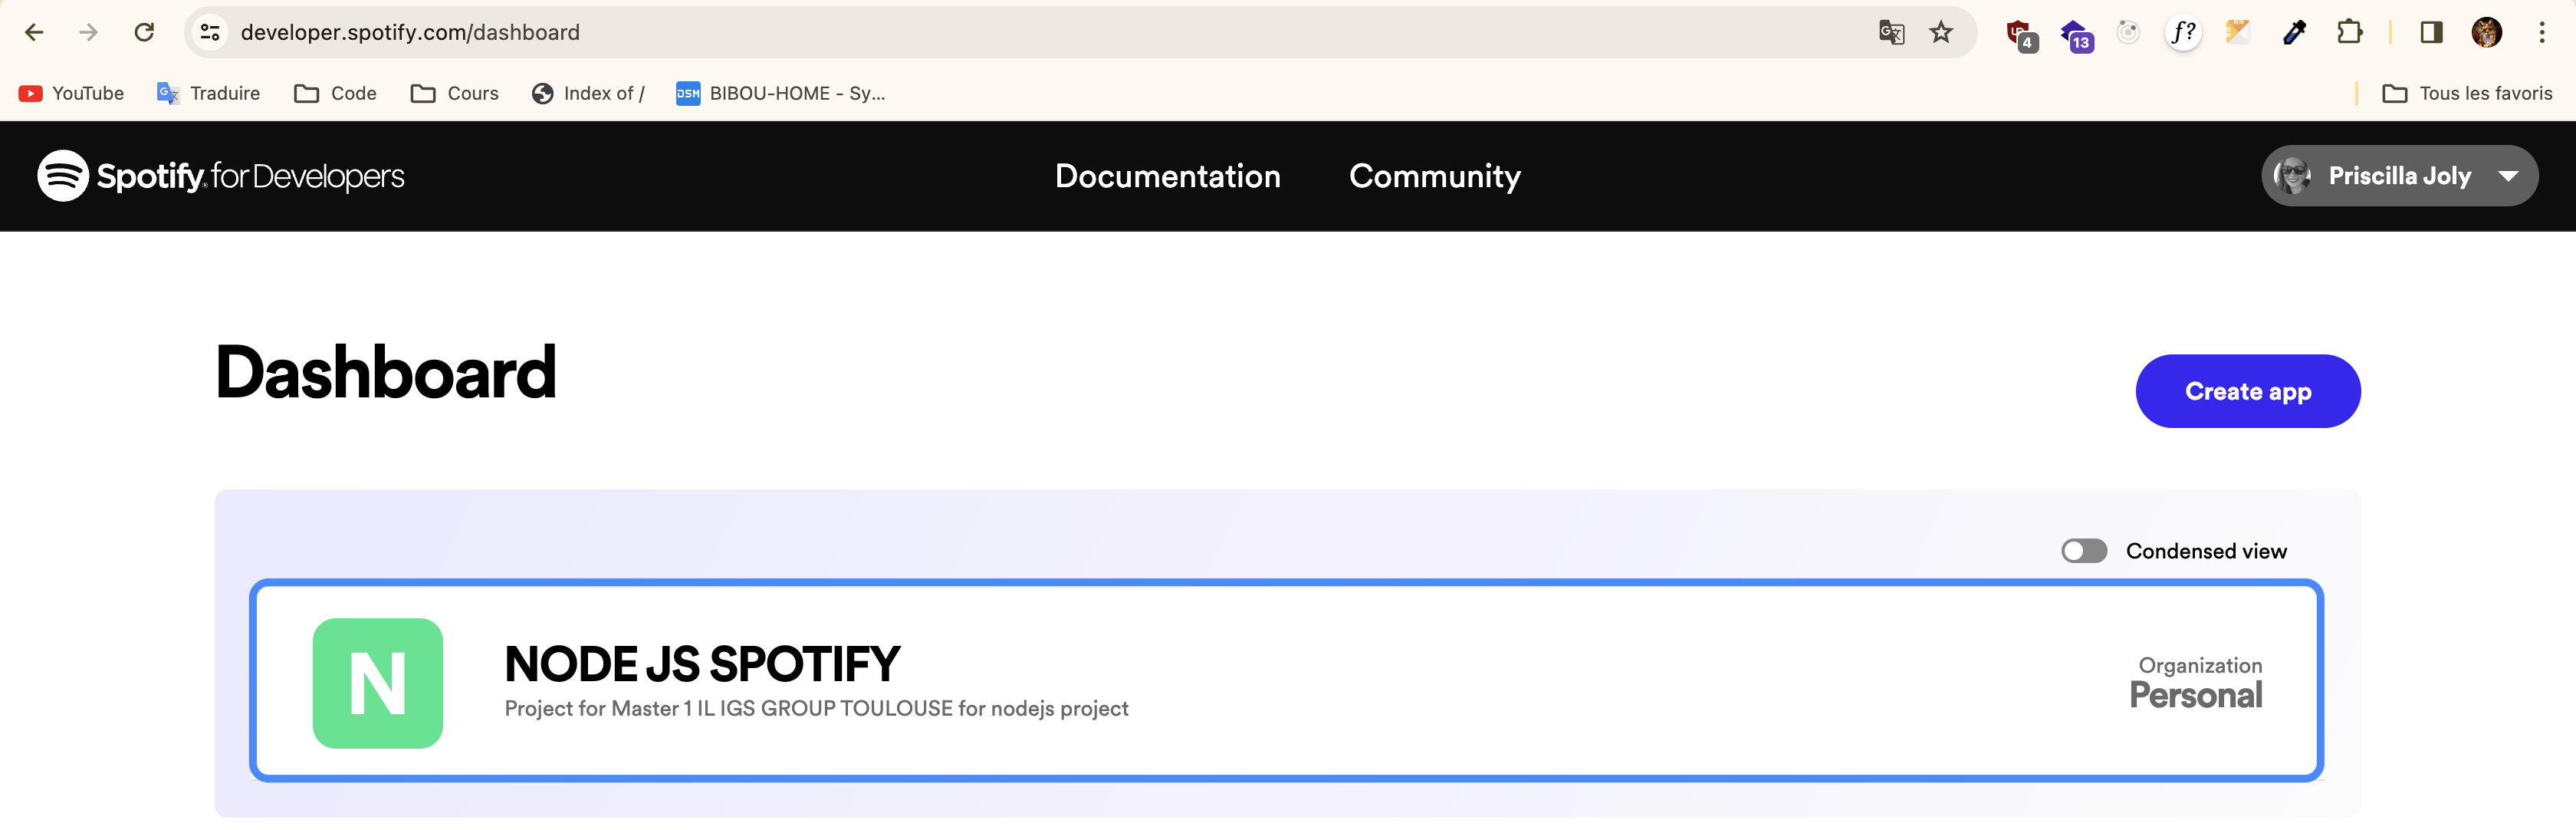 developer.spotify.com/dashboard
4
13
f?
YouTube
Traduire
Code
Cours
Index of /
DSM
BIBOU-HOME - Sy...
Tous les favoris
Spotify for Developers
Documentation
Community
Priscilla Joly
Dashboard
Create app
Condensed view
N
NODE JS SPOTIFY
Project for Master 1 IL IGS GROUP TOULOUSE for nodejs project
Organization
Personal